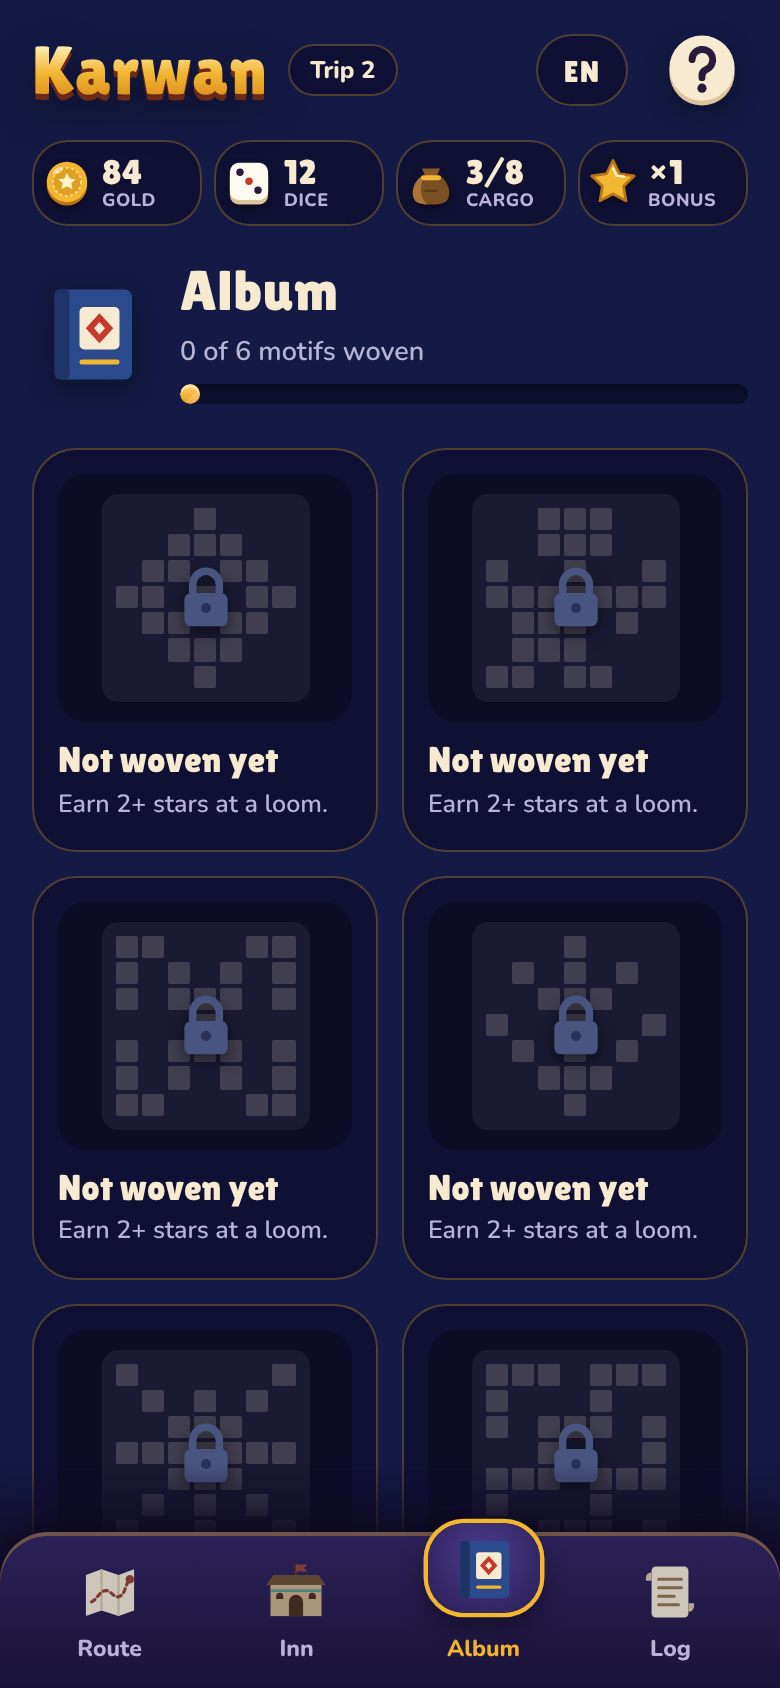 Karwan
Trip 2
EN
?
84
GOLD
12
DICE
3/8
CARGO
×1
BONUS
Album
0 of 6 motifs woven
Not woven yet
Earn 2+ stars at a loom.
Not woven yet
Earn 2+ stars at a loom.
Not woven yet
Earn 2+ stars at a loom.
Not woven yet
Earn 2+ stars at a loom.
Route
Inn
Album
Log